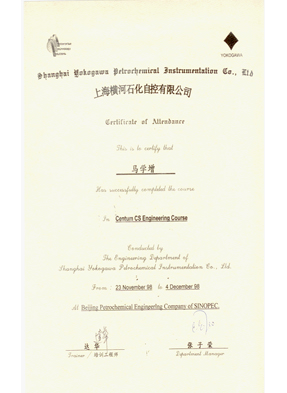 YOKOGAWA
Shanghai Yokogawa Petrochemical Instrumentation Co., Ltd
上海横河石化自控有限公司
Certificate of Attendance
This is to certify that
马学增
Has successfully completed the course
In Centum CS Engineering Course
Conducted by
The Engineering Department of
Shanghai Yokogawa Petrochemical Instrumentation Co., Ltd.
From 23 November 98 to 4 December 98
At Beijing Petrochemical Engineering Company of SINOPEC.
张子荣
Trainer / 培训工程师
Department Manager